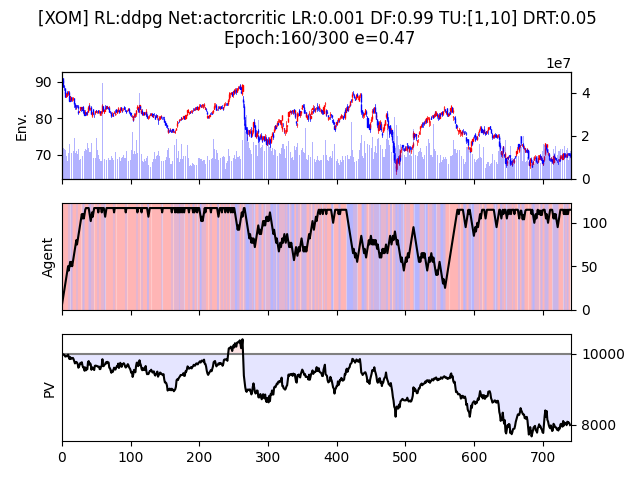 [XOM] RL:ddpg Net:actorcritic LR:0.001 DF:0.99 TU:[1,10] DRT:0.05
Epoch:160/300 e=0.47
1e7
90
80
70
Env.
4
2
0
Agent
100
50
0
PV
10000
8000
0 100 200 300 400 500 600 700